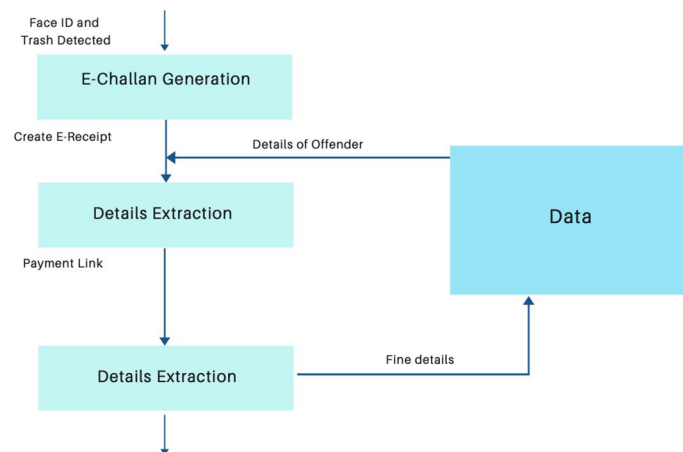 Face ID and
Trash Detected
E-Challan Generation
Create E-Receipt
Details of Offender
Details Extraction
Data
Payment Link
Fine details
Details Extraction